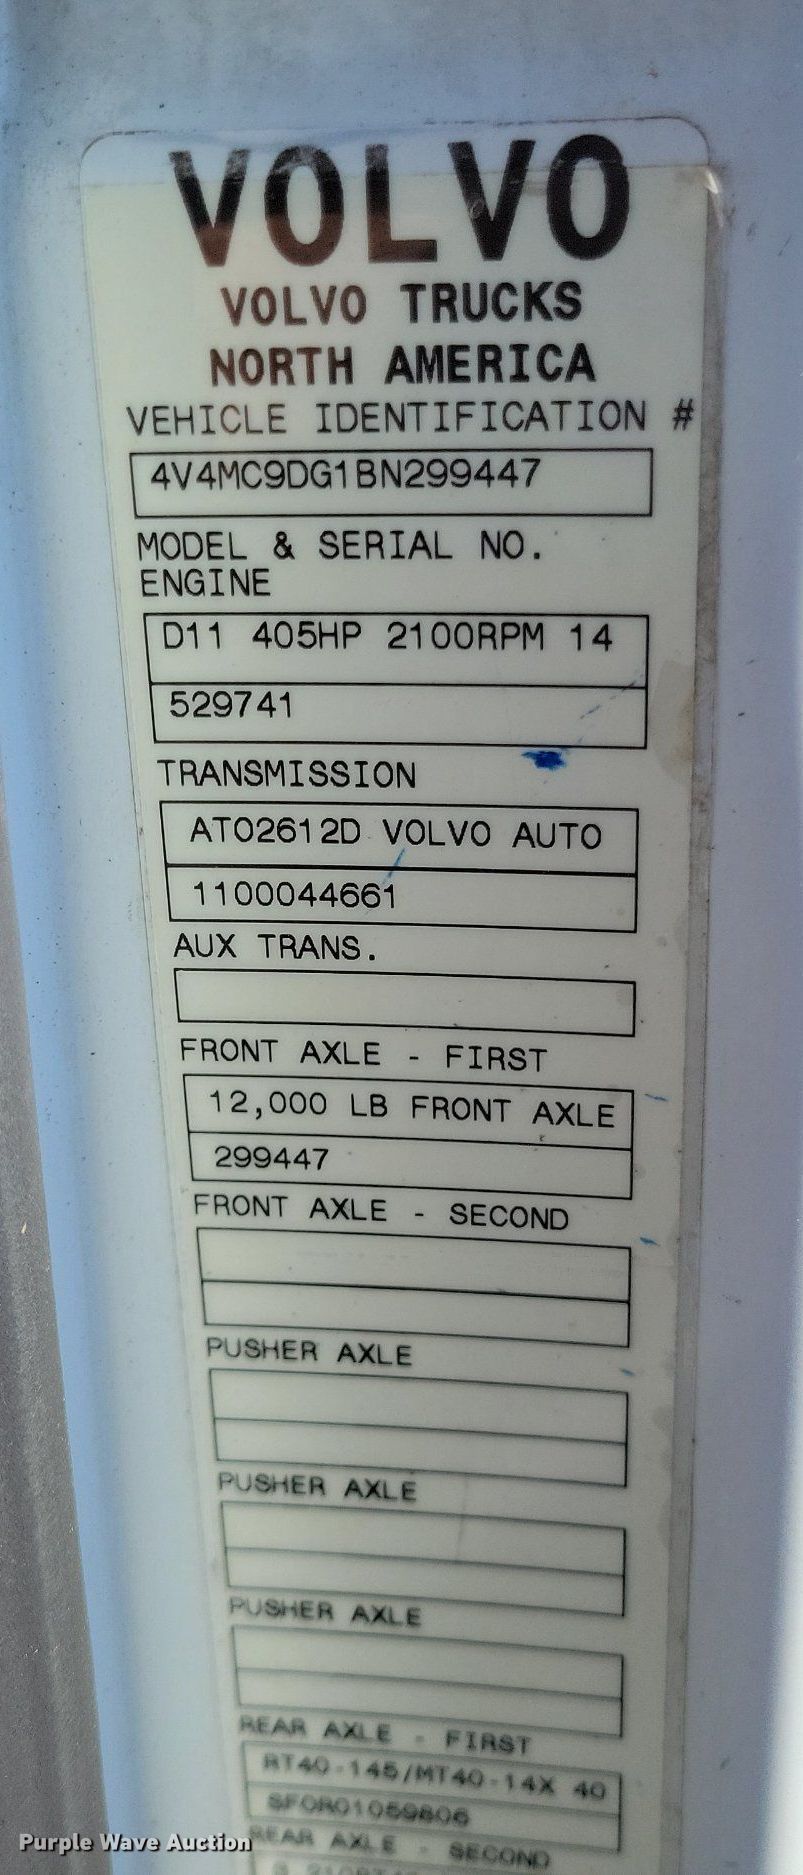 VOLVO
VOLVO TRUCKS
NORTH AMERICA
VEHICLE IDENTIFICATION #
4V4MC9DG1BN299447
MODEL & SERIAL NO.
ENGINE
D11 405HP 2100RPM 14
529741
TRANSMISSION
ATO2612D VOLVO AUTO
1100044661
AUX TRANS.
FRONT AXLE - FIRST
12,000 LB FRONT AXLE
299447
FRONT AXLE - SECOND
PUSHER AXLE
PUSHER AXLE
PUSHER AXLE
REAR AXLE - FIRST
RT40-145/MT40-14X 40
SFOR01059806
REAR AXLE - SECOND
Purple Wave Auction